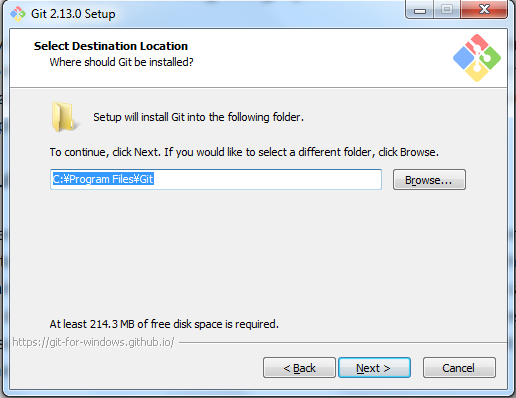 Git 2.13.0 Setup
Select Destination Location
Where should Git be installed?
Setup will install Git into the following folder.
To continue, click Next. If you would like to select a different folder, click Browse.
C:¥Program Files¥Git
Browse...
At least 214.3 MB of free disk space is required.
https://git-for-windows.github.io/
< Back
Next >
Cancel